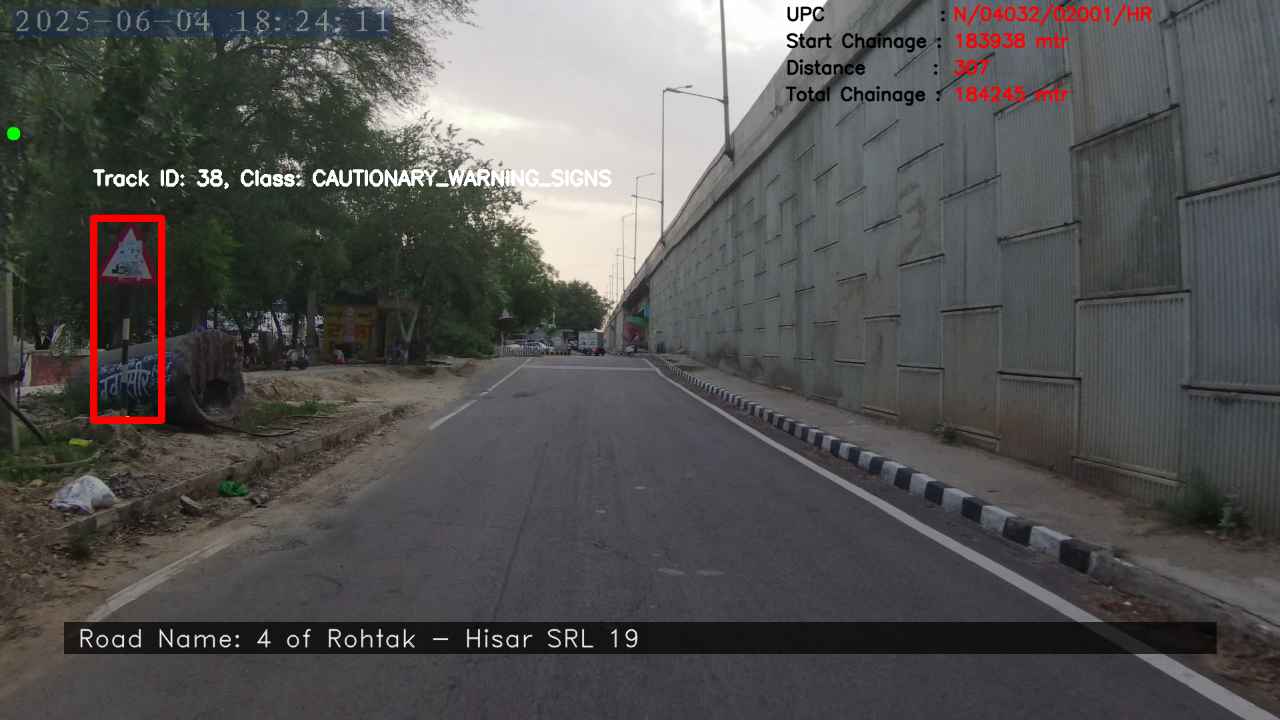 2025-06-04 18:24:11
UPC : N/04032/02001/HR
Start Chainage : 183938 mtr
Distance : 307
Total Chainage : 184245 mtr
Track ID: 38, Class: CAUTIONARY_WARNING_SIGNS
Road Name: 4 of Rohtak - Hisar SRL 19